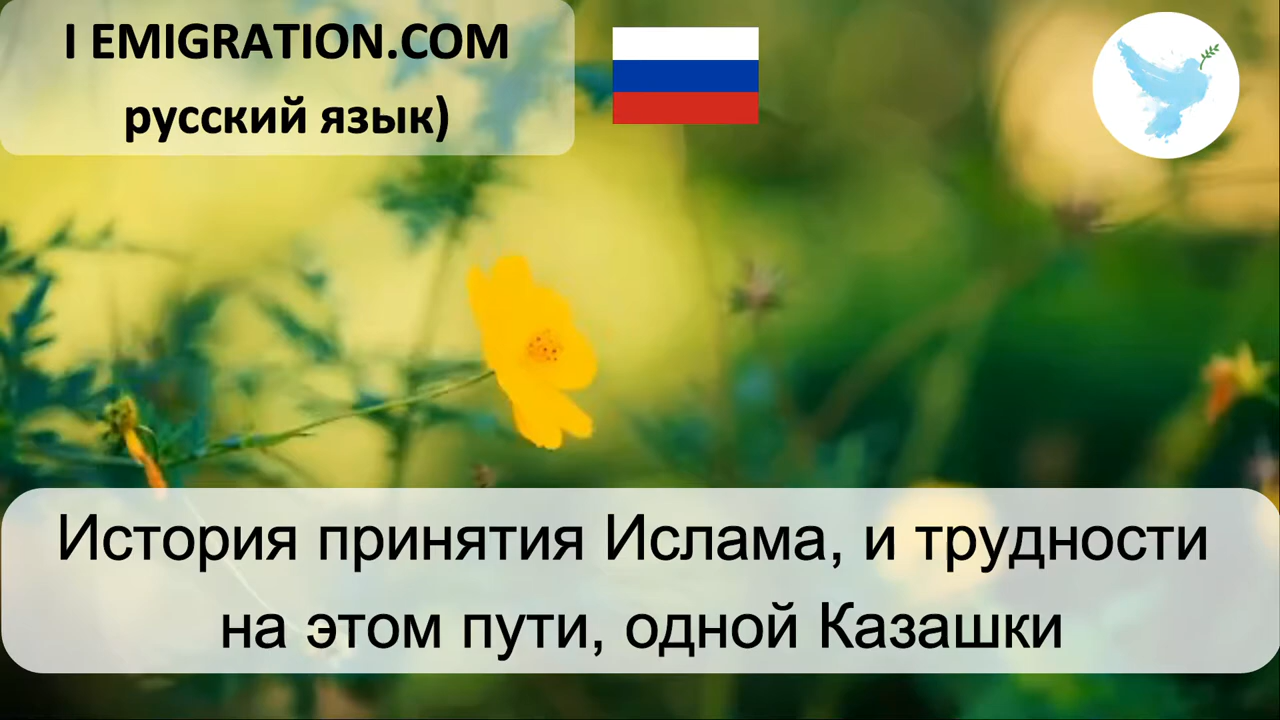 I EMIGRATION.COM
русский язык)
История принятия Ислама, и трудности
на этом пути, одной Казашки